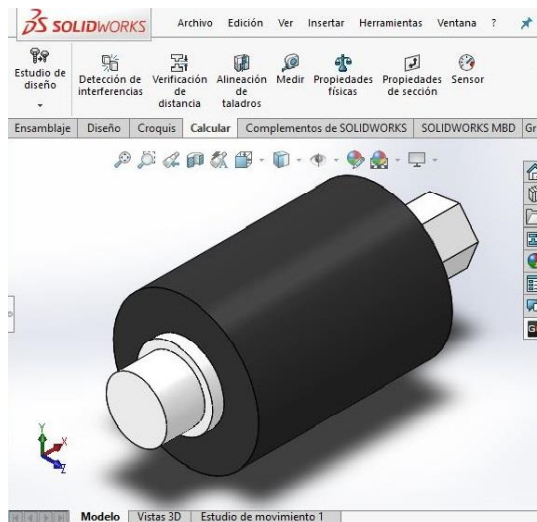 SOLIDWORKS Archivo Edición Ver Insertar Herramientas Ventana ?
Estudio de diseño
Detección de interferencias
Verificación de distancia
Alineación de taladros
Medir
Propiedades físicas
Propiedades de sección
Sensor
Ensamblaje Diseño Croquis Calcular Complementos de SOLIDWORKS SOLIDWORKS MBD Gr
Y
X
Z
Modelo Vistas 3D Estudio de movimiento 1